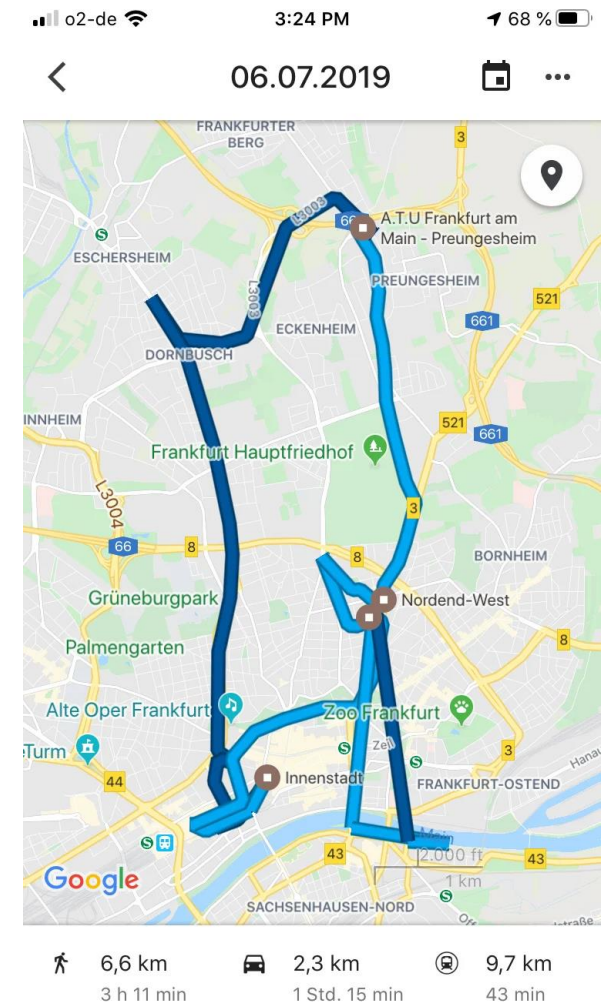 o2-de 3:24 PM 68 %
06.07.2019
FRANKFURTER
BERG
3
L3003
66
A.T.U Frankfurt am
Main - Preungesheim
S
ESCHERSHEIM
PREUNGESHEIM
521
L3003
661
ECKENHEIM
DORNBUSCH
INNHEIM
521
661
Frankfurt Hauptfriedhof
L3004
3
66
8
8
BORNHEIM
Grüneburgpark
Nordend-West
Palmengarten
8
Alte Oper Frankfurt
Zoo Frankfurt
Turm
S
Zeil
S
3
Hanau
Innenstadt
44
FRANKFURT-OSTEND
S
Main
43
2.000 ft
43
Google
1 km
S
SACHSENHAUSEN-NORD
Off
straße
6,6 km 2,3 km 9,7 km
3 h 11 min 1 Std. 15 min 43 min